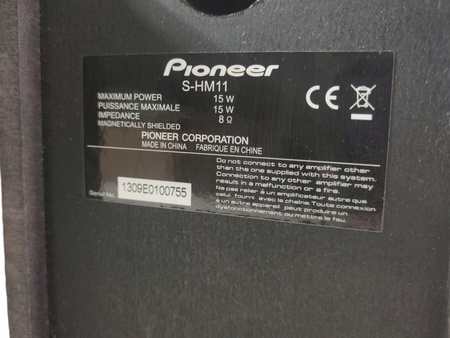 Pioneer
S-HM11
MAXIMUM POWER 15 W
PUISSANCE MAXIMALE 15 W
IMPEDANCE 8 Ω
MAGNETICALLY SHIELDED
PIONEER CORPORATION
MADE IN CHINA FABRIQUE EN CHINE
CE
Do not connect to any amplifier other
than the one supplied with this system.
Connection to any other amplifier may
result in a malfunction or a fire.
Ne pas reler à un amplificateur autre que
celui fourni avec la chaîne.Toute connexion
à un autre appareil peut produire un
dysfonctionnement ou mettre le feu.
Serial No. 1309E0100755